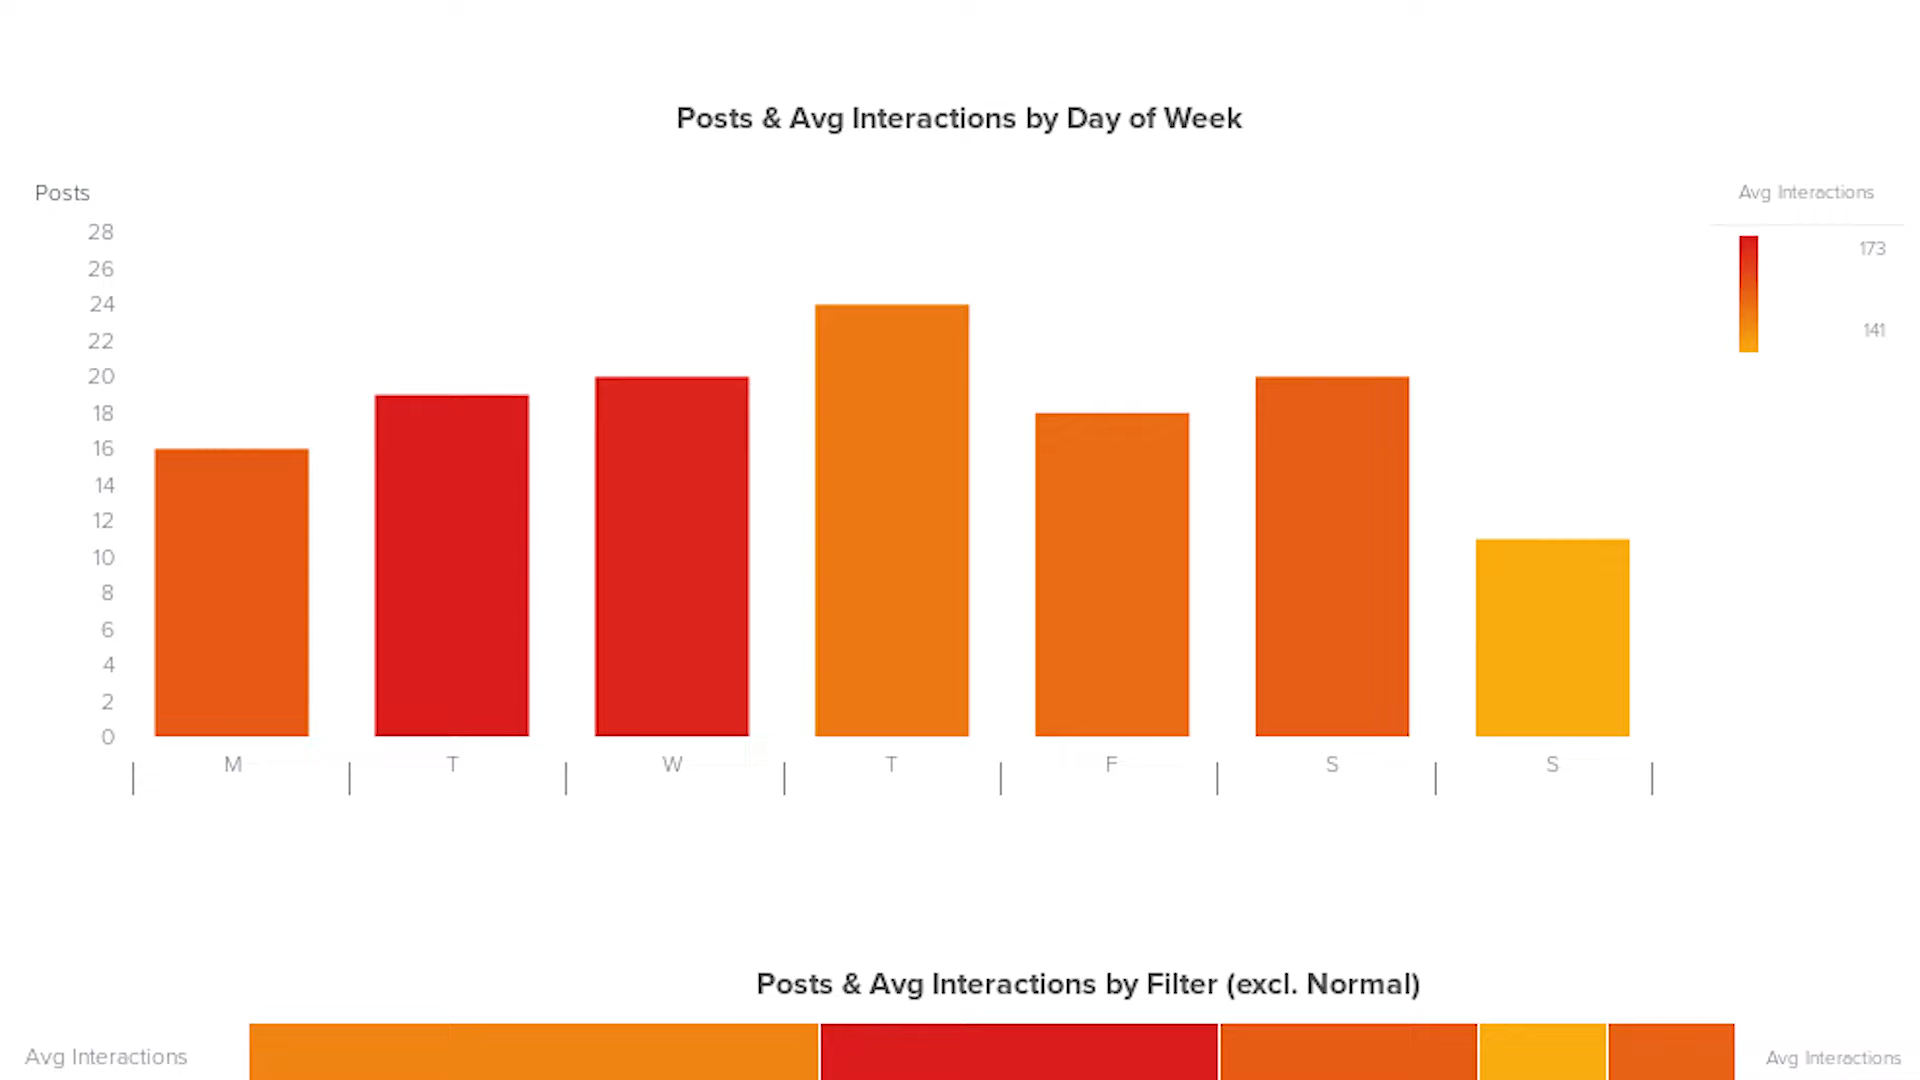 Posts & Avg Interactions by Day of Week
Posts
Avg Interactions
28
26
24
22
20
18
16
14
12
10
8
6
4
2
0
173
141
M T W T F S S
Posts & Avg Interactions by Filter (excl. Normal)
Avg Interactions
Avg Interactions